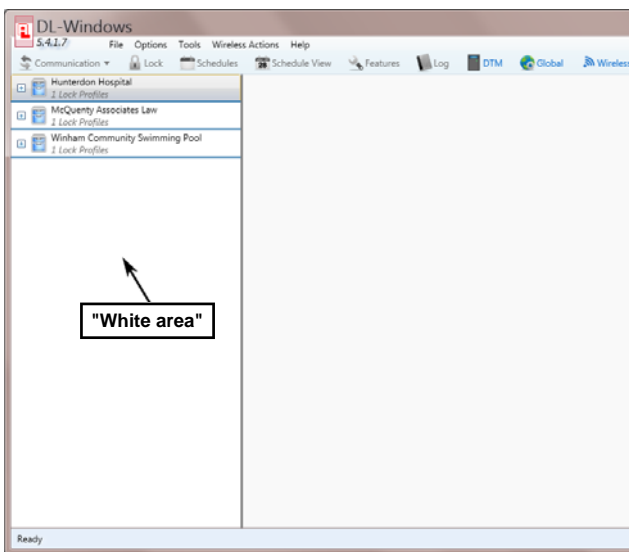 DL-Windows
5.4.1.7
File Options Tools Wireless Actions Help
Communication Lock Schedules Schedule View Features Log DTM Global Wireless
Hunterdon Hospital
1 Lock Profiles
McQuenty Associates Law
1 Lock Profiles
Winham Community Swimming Pool
1 Lock Profiles
"White area"
Ready